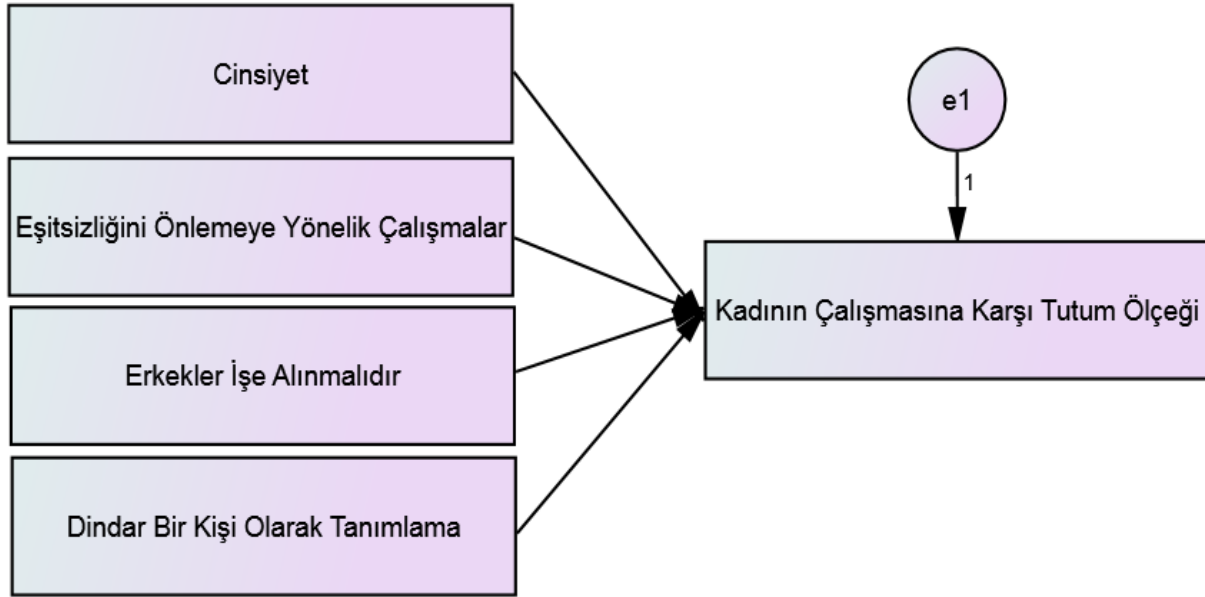 Cinsiyet
e1
1
Eşitsizliğini Önlemeye Yönelik Çalışmalar
Kadının Çalışmasına Karşı Tutum Ölçeği
Erkekler İşe Alınmalıdır
Dindar Bir Kişi Olarak Tanımlama